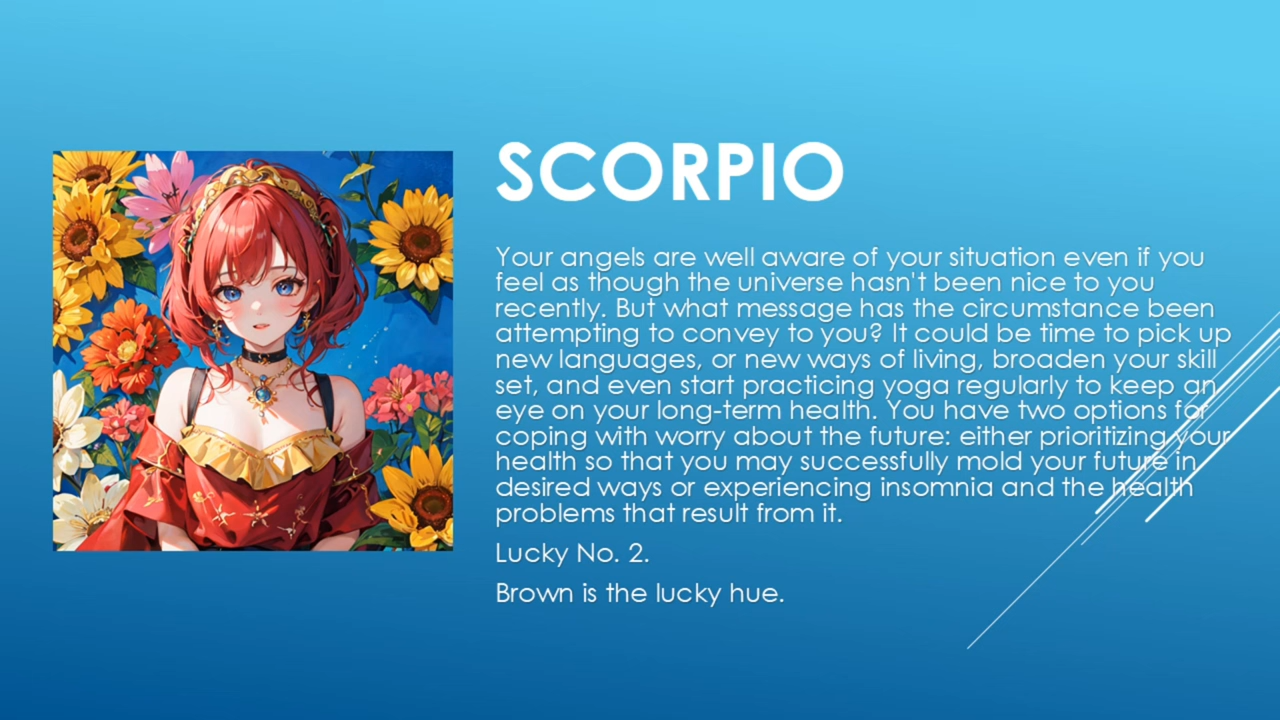 SCORPIO
Your angels are well aware of your situation even if you
feel as though the universe hasn't been nice to you
recently. But what message has the circumstance been
attempting to convey to you? It could be time to pick up
new languages, or new ways of living, broaden your skill
set, and even start practicing yoga regularly to keep an
eye on your long-term health. You have two options for
coping with worry about the future: either prioritizing your
health so that you may successfully mold your future in
desired ways or experiencing insomnia and the health
problems that result from it.
Lucky No. 2.
Brown is the lucky hue.